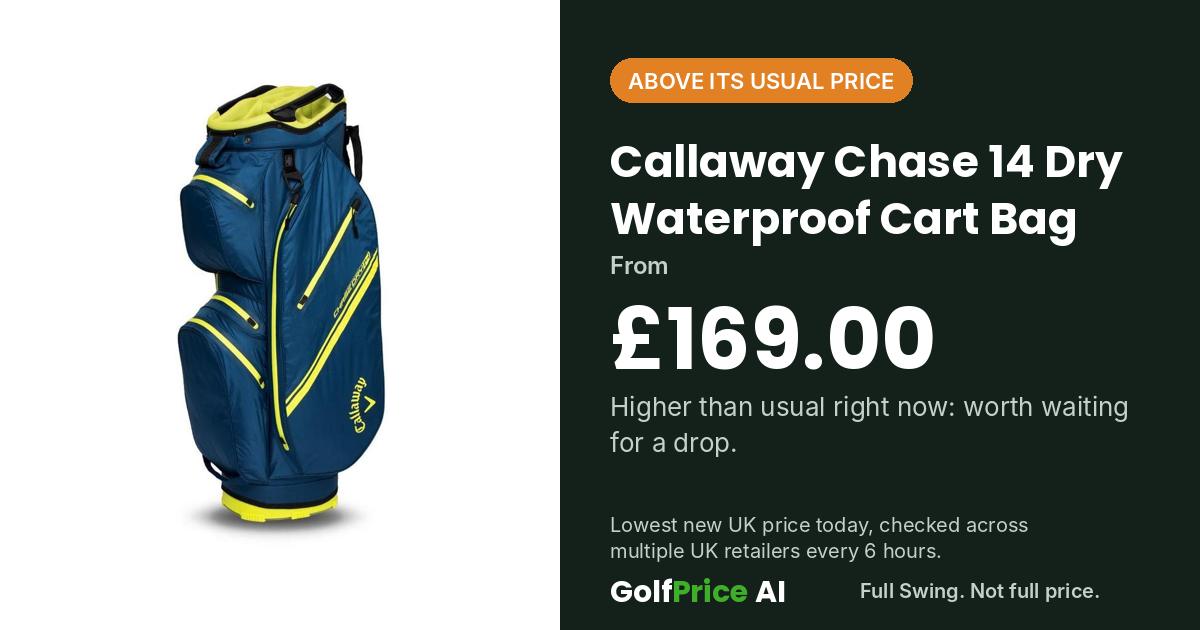 ABOVE ITS USUAL PRICE
Callaway Chase 14 Dry
Waterproof Cart Bag
From
£169.00
Higher than usual right now: worth waiting
for a drop.
Lowest new UK price today, checked across
multiple UK retailers every 6 hours.
GolfPrice AI
Full Swing. Not full price.
Callaway